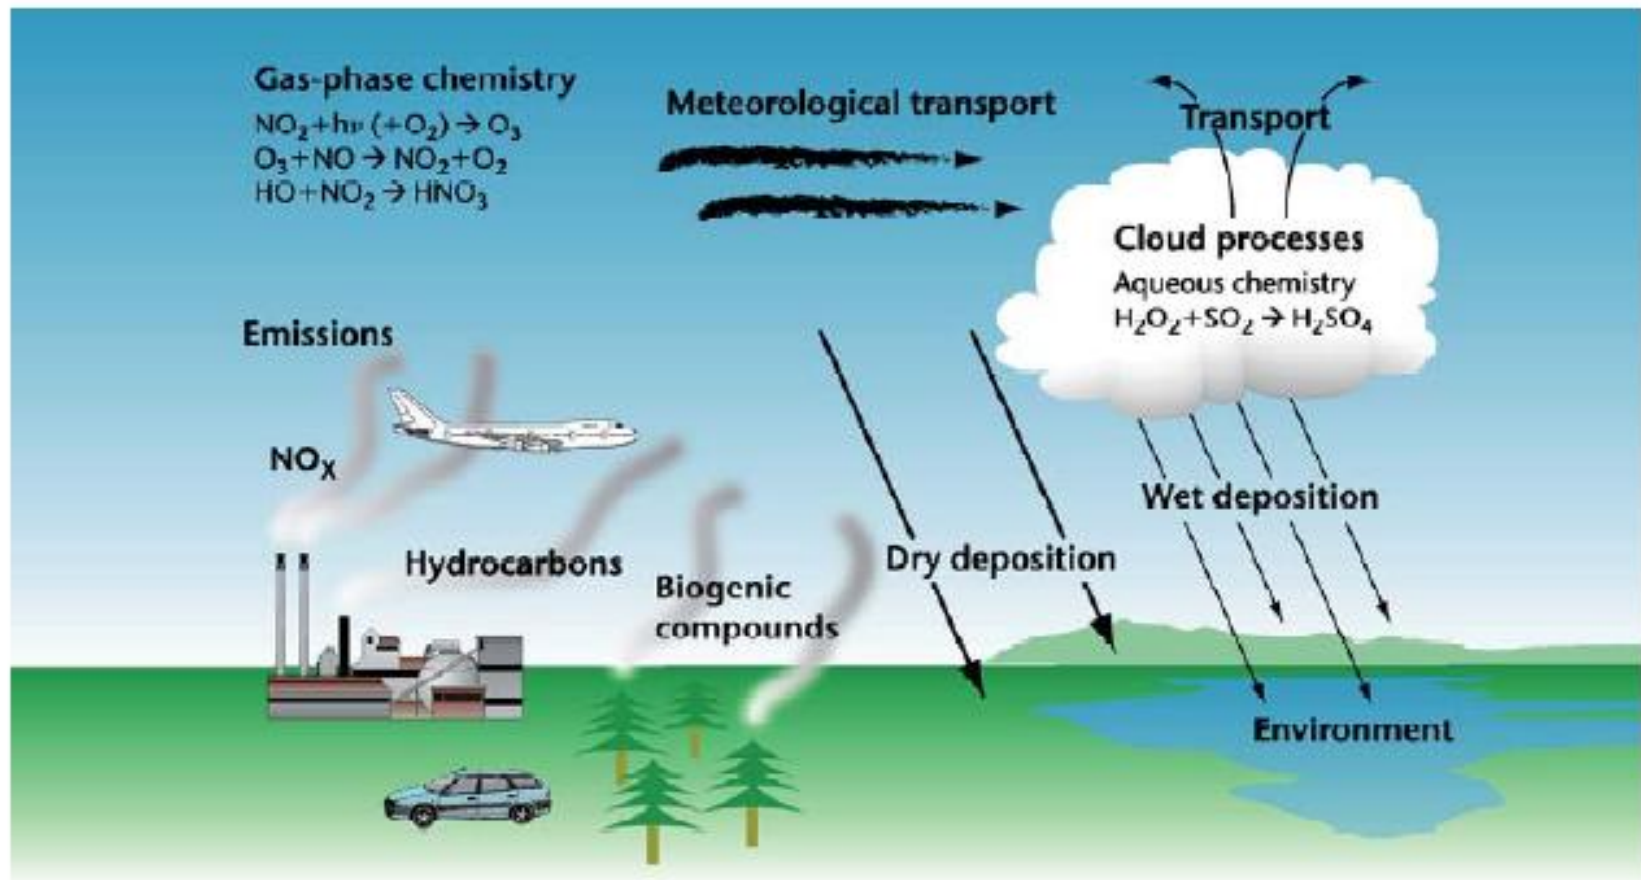 Gas-phase chemistry
NO₂+hν (+O₂) → O₃
O₃+NO → NO₂+O₂
HO+NO₂ → HNO₃
Meteorological transport
Transport
Cloud processes
Aqueous chemistry
H₂O₂+SO₂ → H₂SO₄
Emissions
NOₓ
Hydrocarbons
Biogenic
compounds
Dry deposition
Wet deposition
Environment